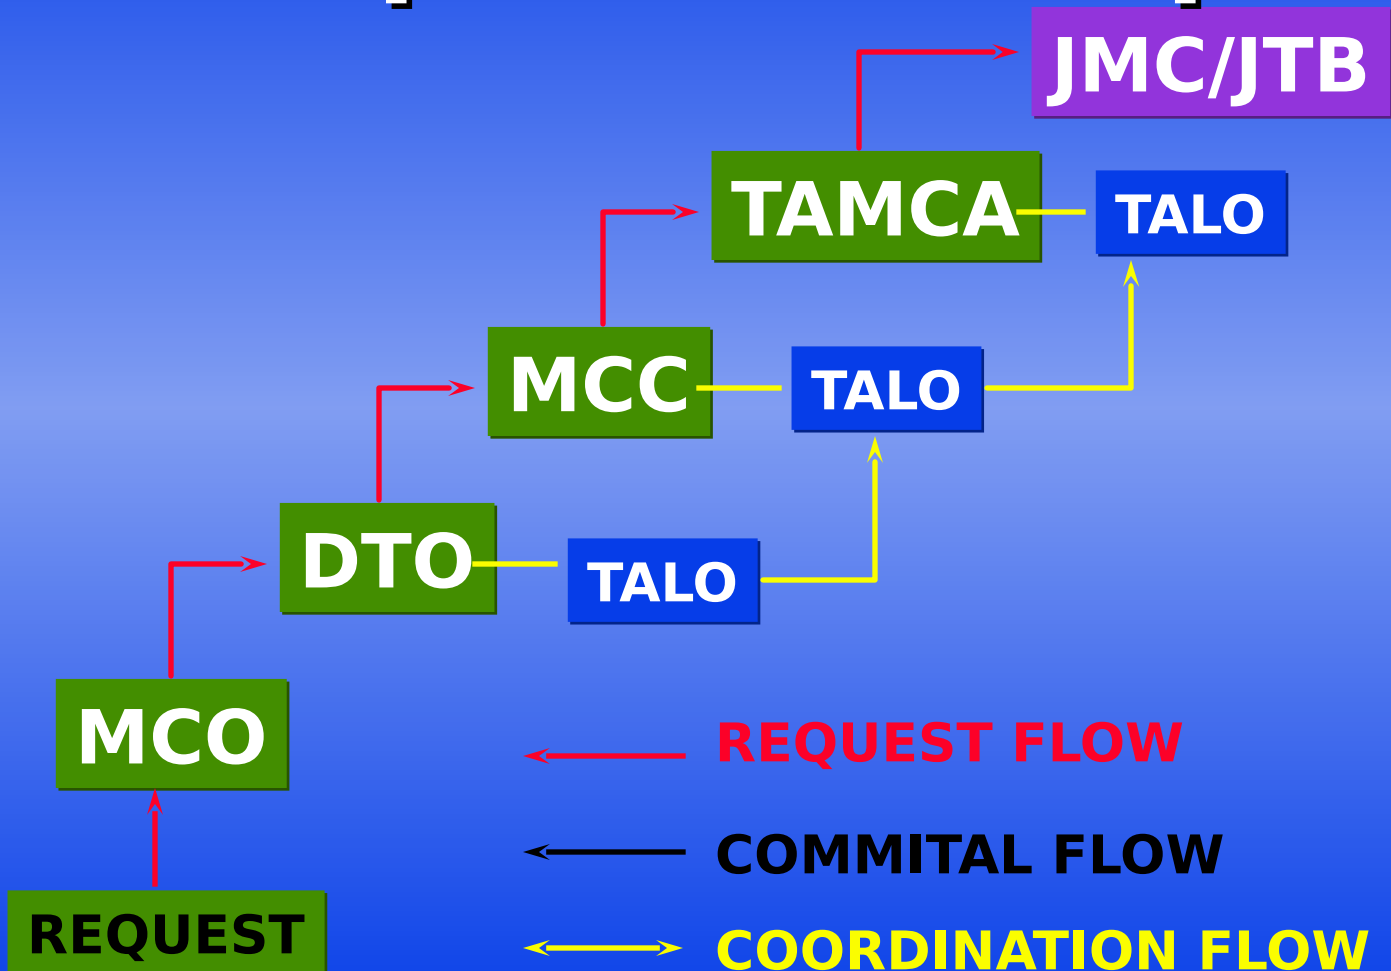 JMC/JTB
TAMCA
TALO
MCC
TALO
DTO
TALO
MCO
REQUEST FLOW
COMMITAL FLOW
REQUEST
COORDINATION FLOW